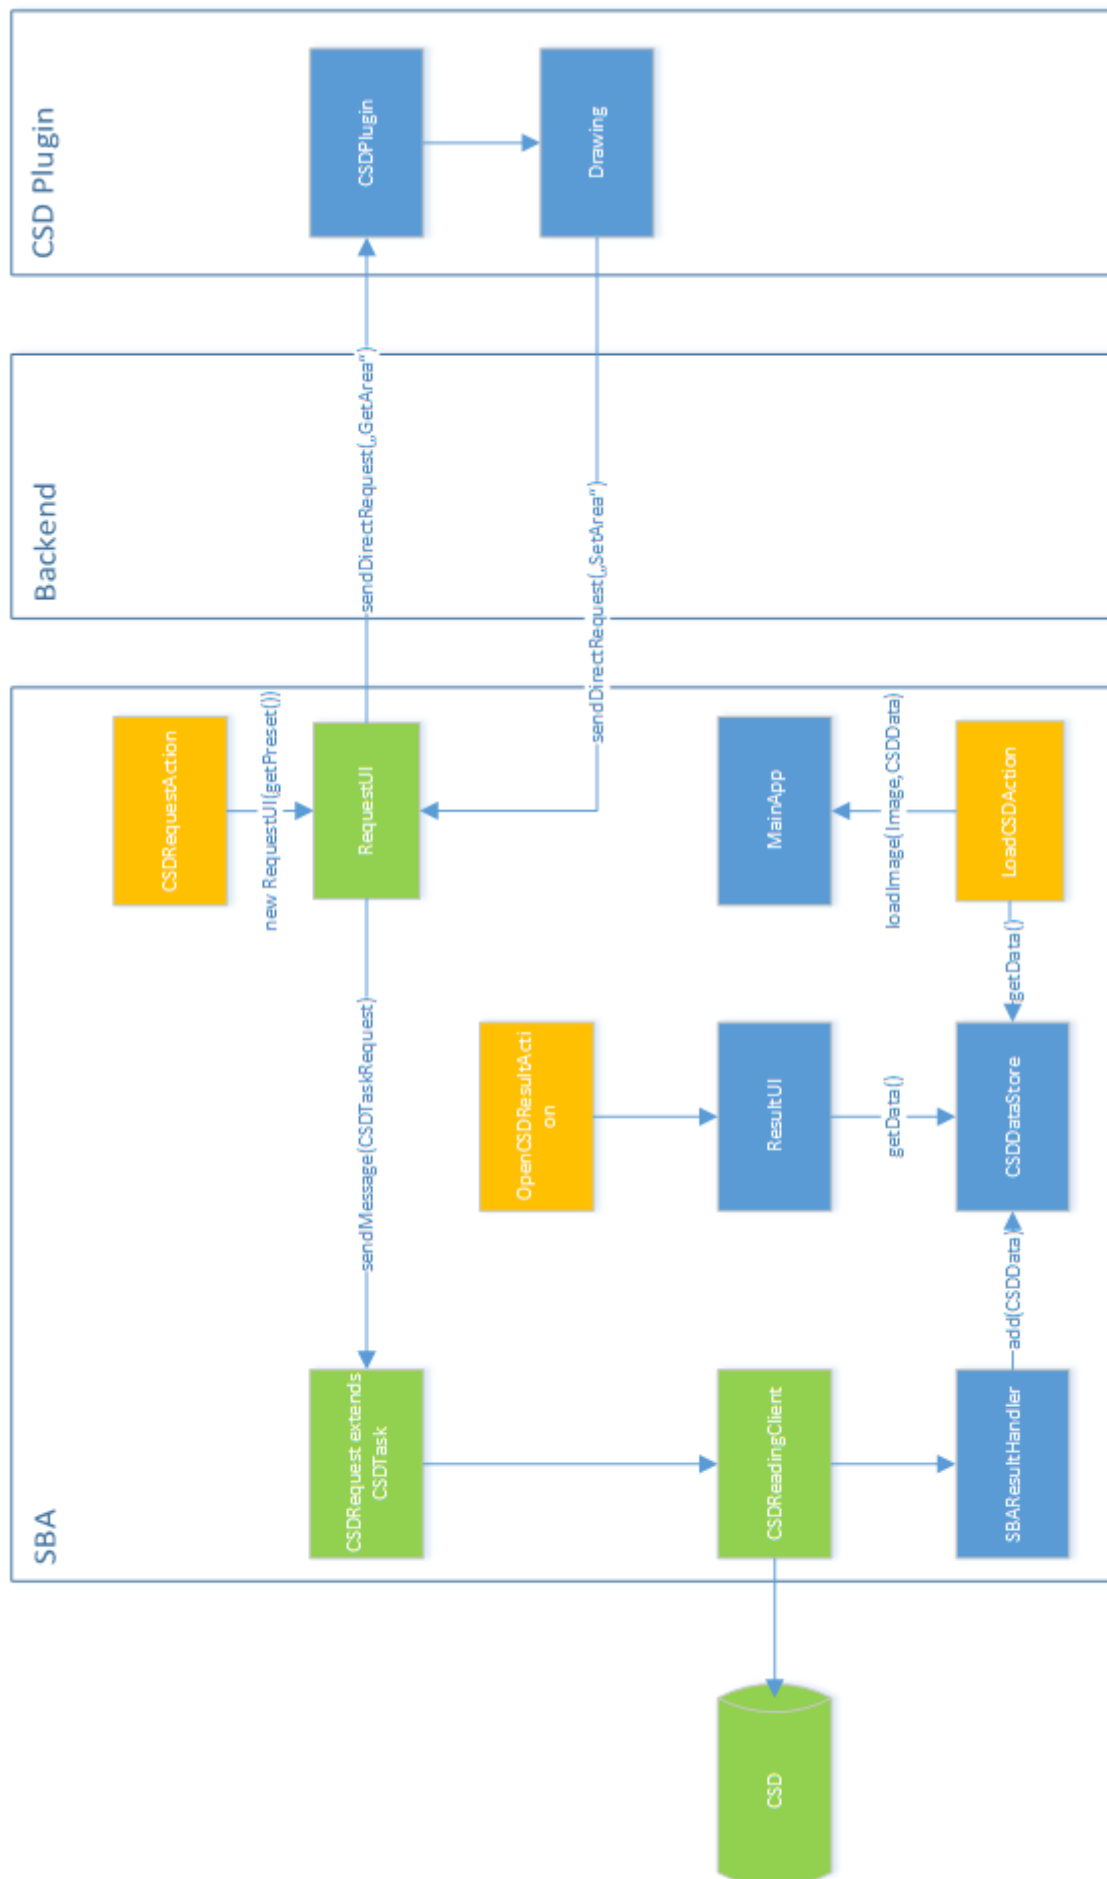 SBA
Backend
CSD Plugin
CSDRequestAction
new RequestUI(getPreset())
CSDRequest extends
CSDTask
sendMessage(CSDTaskRequest)
RequestUI
sendDirectRequest(„GetArea“)
CSDPlugin
OpenCSDResultActi
on
sendDirectRequest(„SetArea“)
Drawing
CSD
CSDReadingClient
ResultUI
MainApp
getData()
loadImage(Image,CSDData)
SBAResultHandler
add(CSDData)
CSDDataStore
getData()
LoadCSDAction